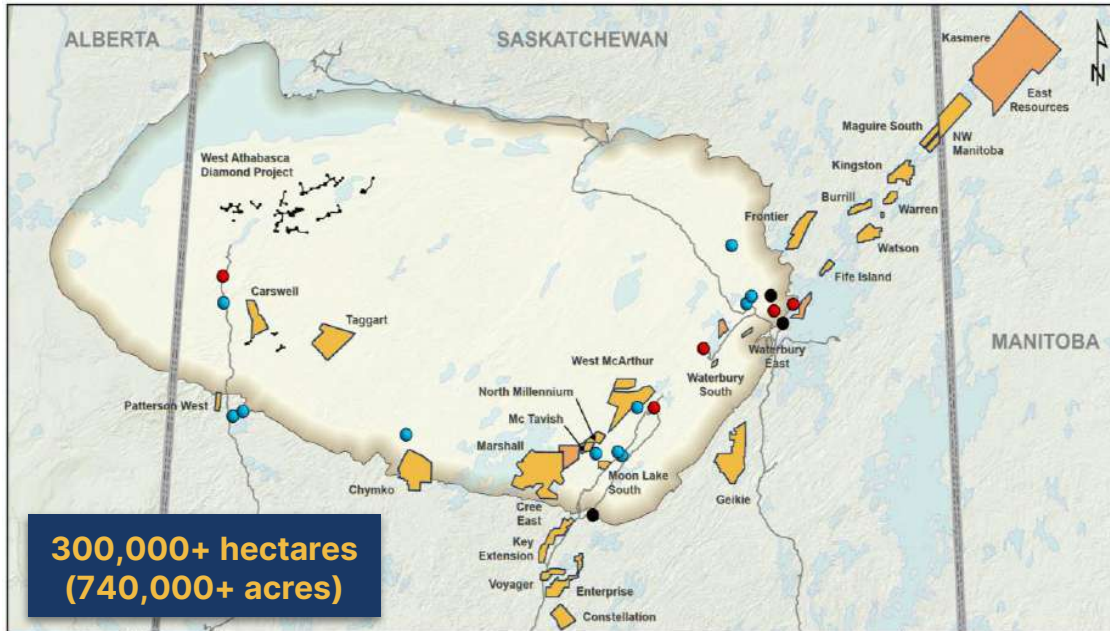 ALBERTA
SASKATCHEWAN
Kasmere
N
East
Resources
Maguire South
NW
Manitoba
Kingston
West Athabasca
Diamond Project
Burrill
Warren
Frontier
Watson
Fife Island
Carswell
Taggart
MANITOBA
Waterbury
East
West McArthur
Waterbury
South
North Millennium
Patterson West
Mc Tavish
Marshall
Moon Lake
South
Chymko
Geikie
Cree
East
Key
Extension
Voyager
Enterprise
Constellation
300,000+ hectares
(740,000+ acres)